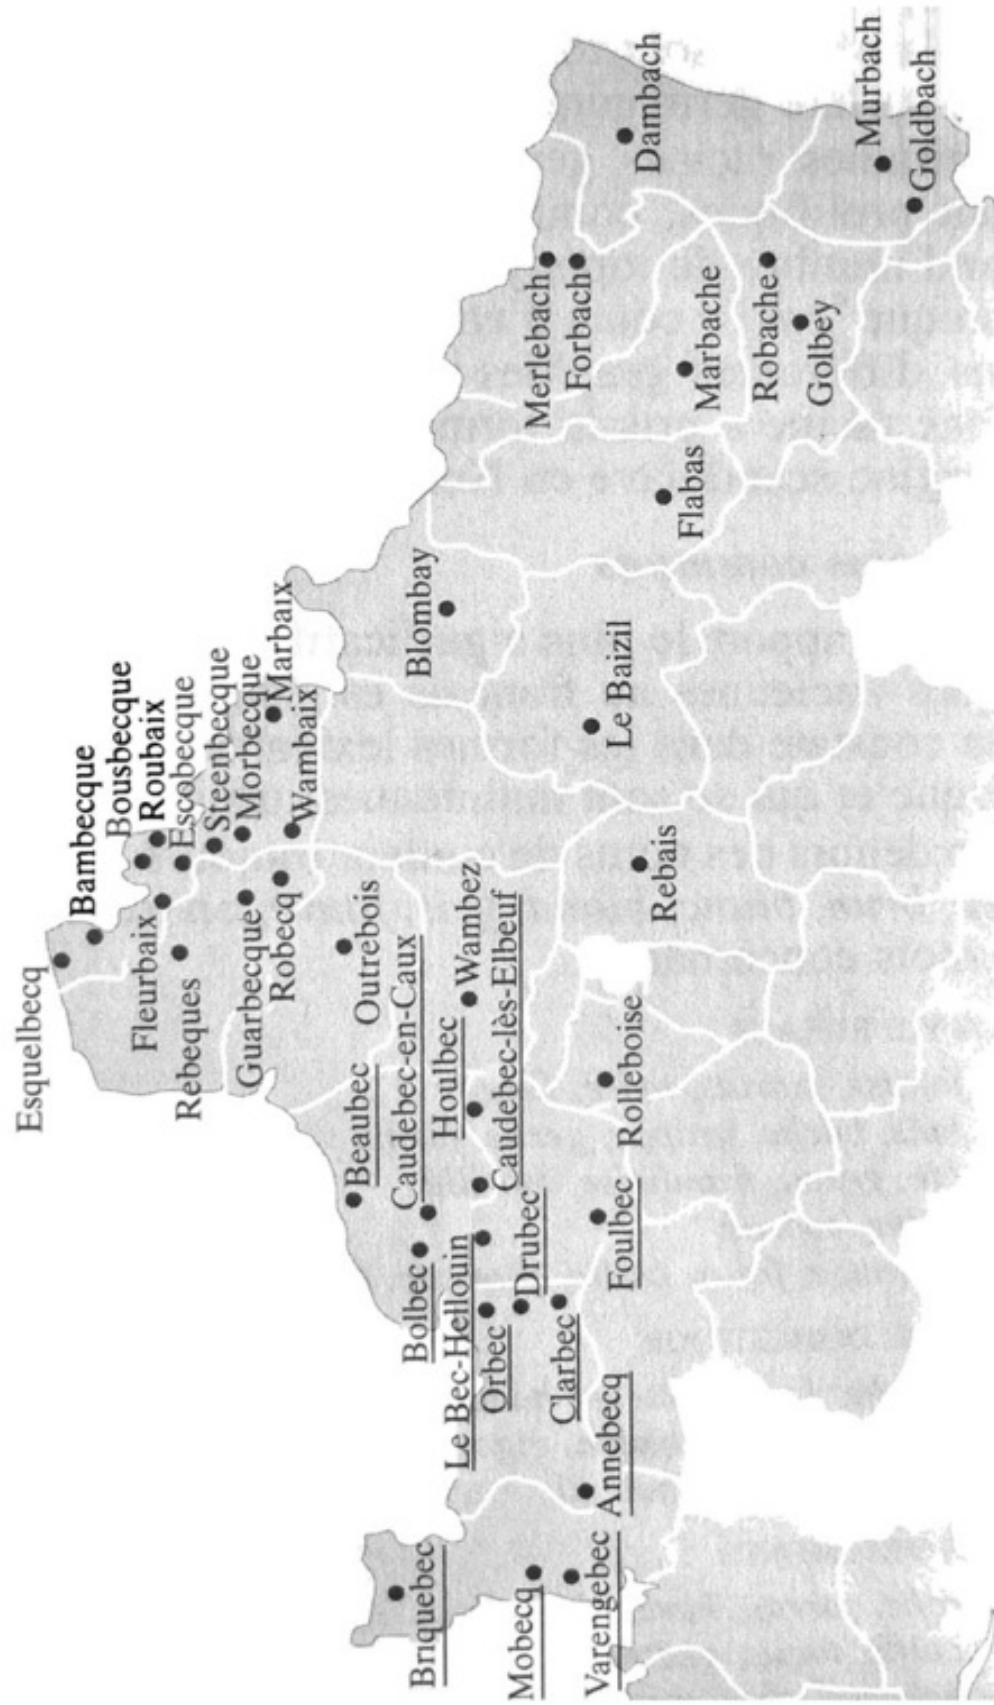 Esquelbecq
Bambecque
Bousbecque
Roubaix
Escobecque
Steenbecque
Morbecque
Marbaix
Wambaix
Fleurbaix
Rebeques
Guarbecque
Robecq
Outrebois
Beaubec
Caudebec-en-Caux
Houlbec
Wambez
Caudebec-lès-Elbeuf
Bolbec
Le Bec-Hellouin
Orbec
Drubec
Clarbec
Foulbec
Rolleboise
Annebecq
Briquebec
Mobecq
Varengebec
Blombay
Le Baizil
Rebais
Flabas
Merlebach
Forbach
Marbache
Robache
Golbey
Dambach
Murbach
Goldbach